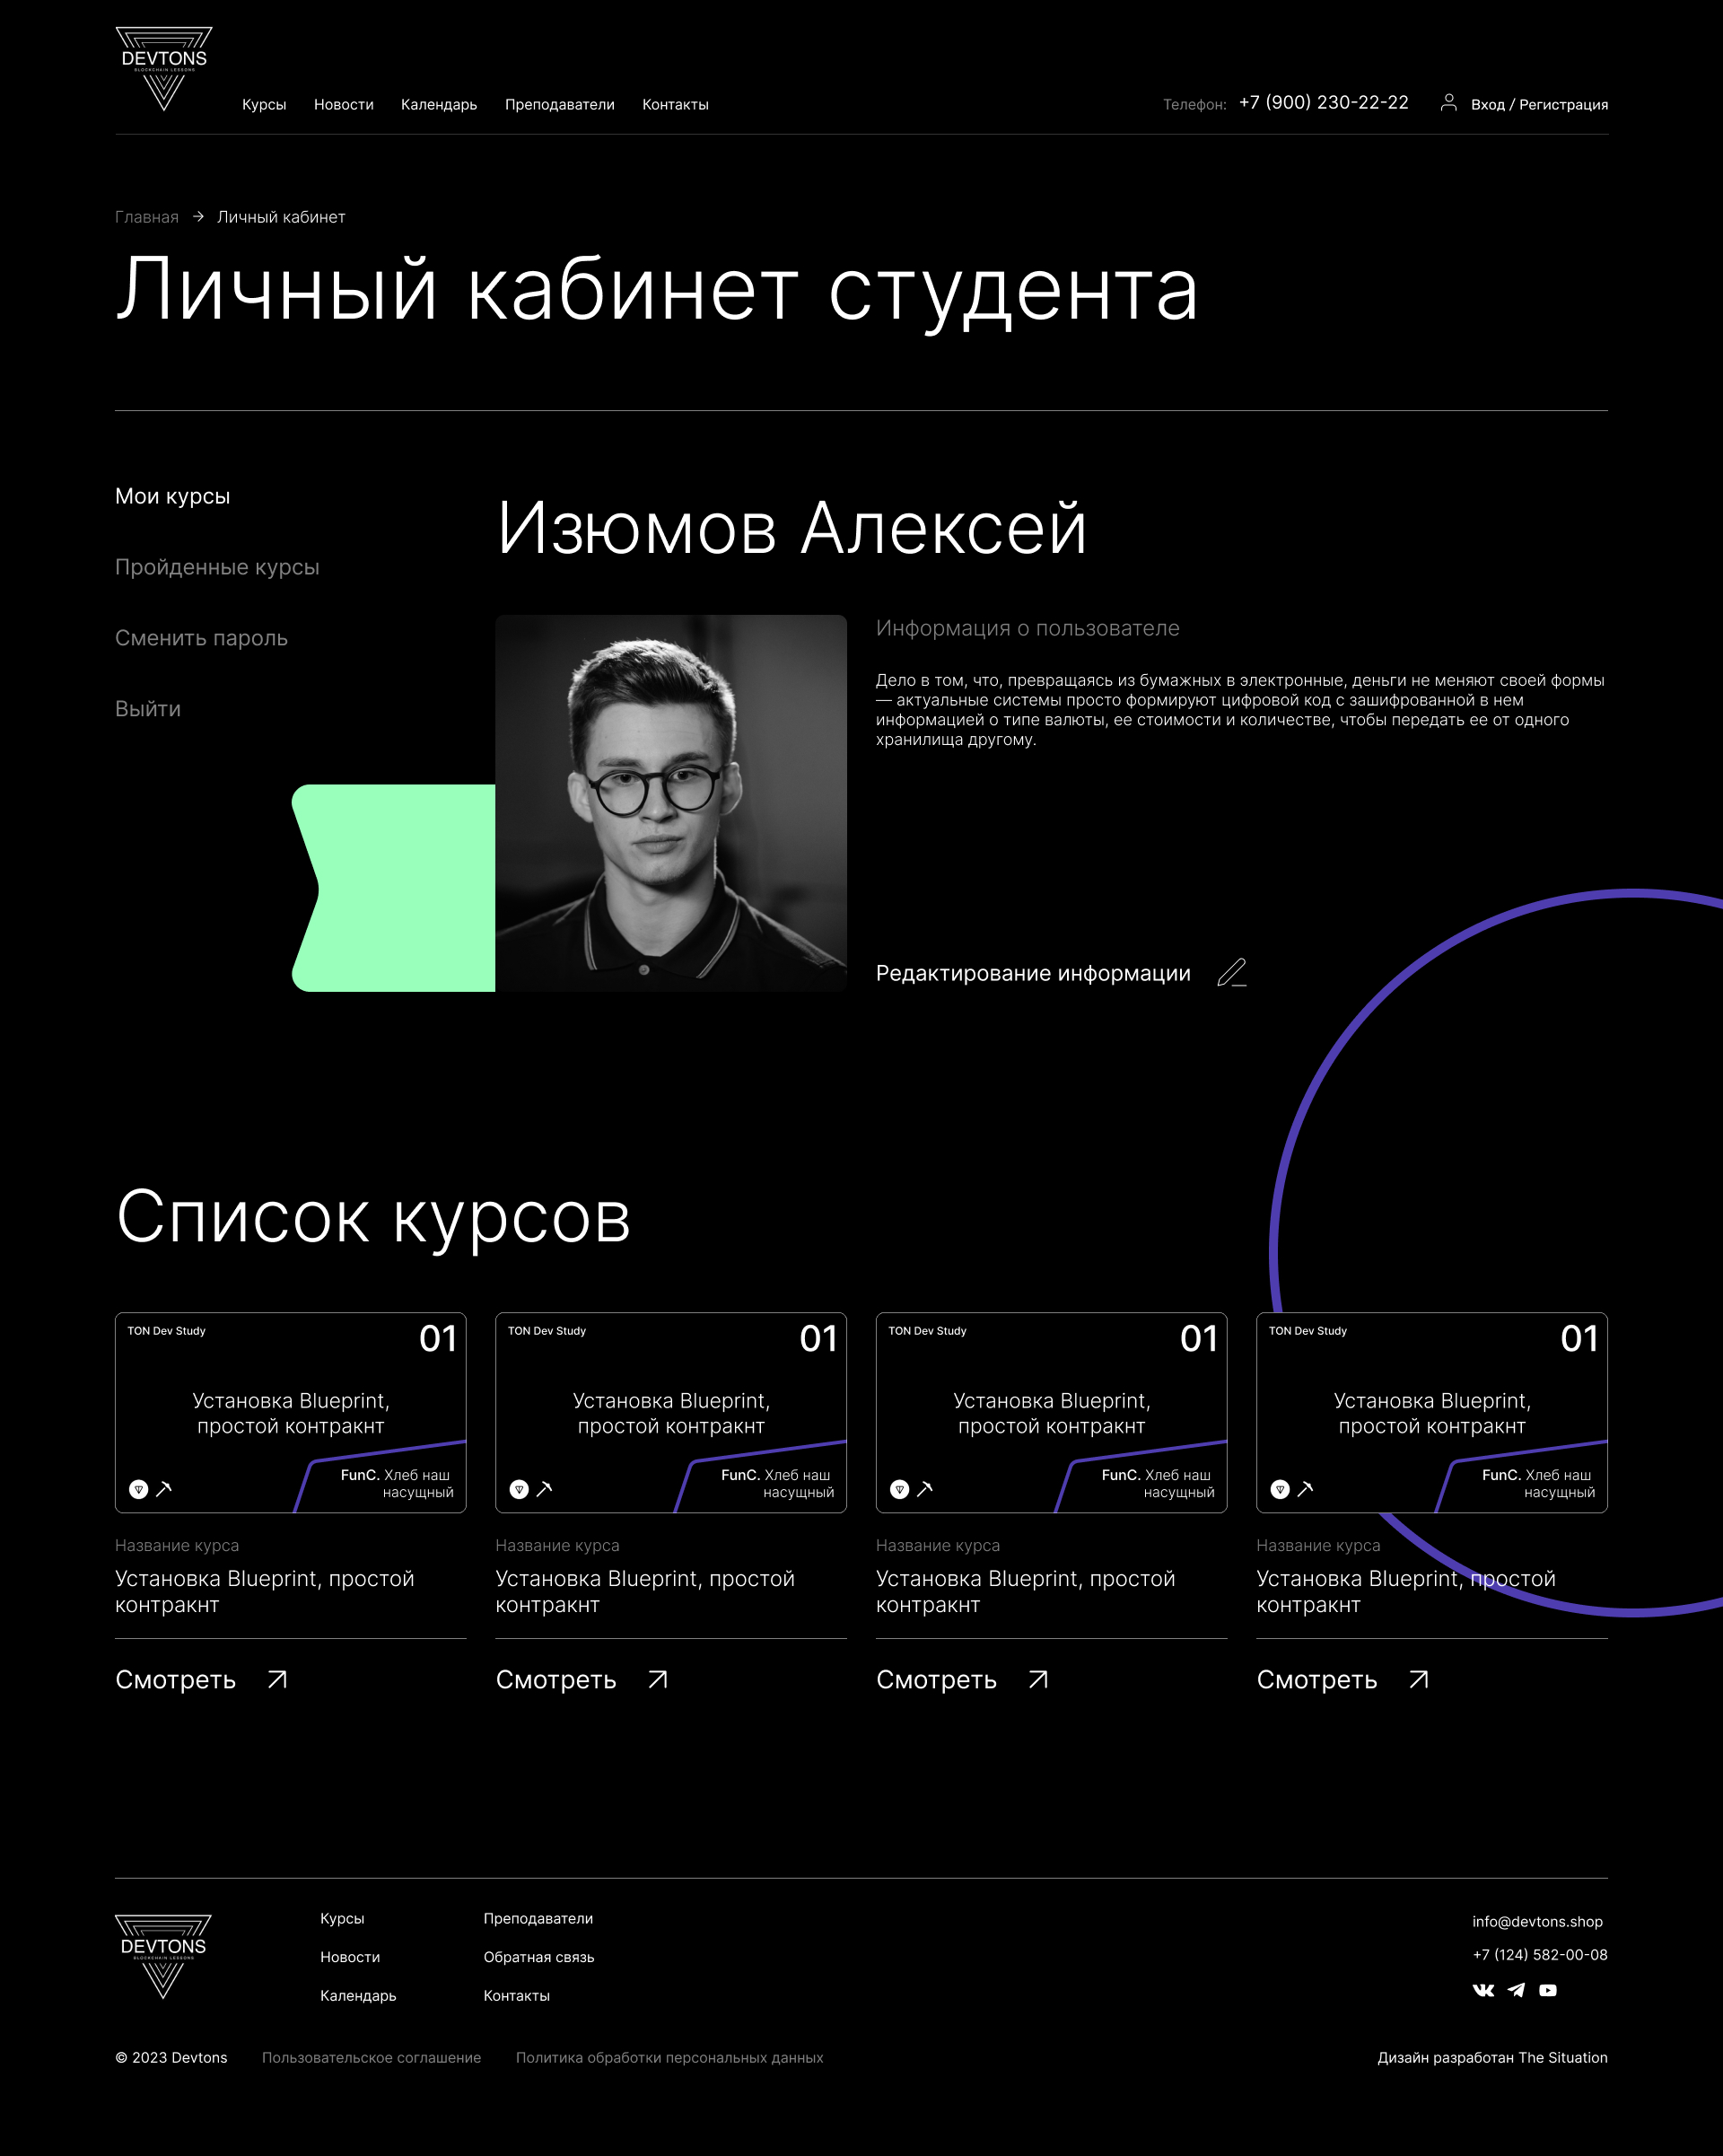 DEVTONS
BLOCKCHAIN LESSONS
Курсы
Новости
Календарь
Преподаватели
Контакты
Телефон: +7 (900) 230-22-22
Вход / Регистрация
Главная → Личный кабинет
Личный кабинет студента
Мои курсы
Пройденные курсы
Сменить пароль
Выйти
Изюмов Алексей
Информация о пользователе
Дело в том, что, превращаясь из бумажных в электронные, деньги не меняют своей формы
— актуальные системы просто формируют цифровой код с зашифрованной в нем
информацией о типе валюты, ее стоимости и количестве, чтобы передать ее от одного
хранилища другому.
Редактирование информации
Список курсов
TON Dev Study
01
Установка Blueprint,
простой контракнт
FunC. Хлеб наш
насущный
Название курса
Установка Blueprint, простой
контракнт
Смотреть
TON Dev Study
01
Установка Blueprint,
простой контракнт
FunC. Хлеб наш
насущный
Название курса
Установка Blueprint, простой
контракнт
Смотреть
TON Dev Study
01
Установка Blueprint,
простой контракнт
FunC. Хлеб наш
насущный
Название курса
Установка Blueprint, простой
контракнт
Смотреть
TON Dev Study
01
Установка Blueprint,
простой контракнт
FunC. Хлеб наш
насущный
Название курса
Установка Blueprint, простой
контракнт
Смотреть
DEVTONS
BLOCKCHAIN LESSONS
Курсы
Новости
Календарь
Преподаватели
Обратная связь
Контакты
info@devtons.shop
+7 (124) 582-00-08
© 2023 Devtons
Пользовательское соглашение
Политика обработки персональных данных
Дизайн разработан The Situation